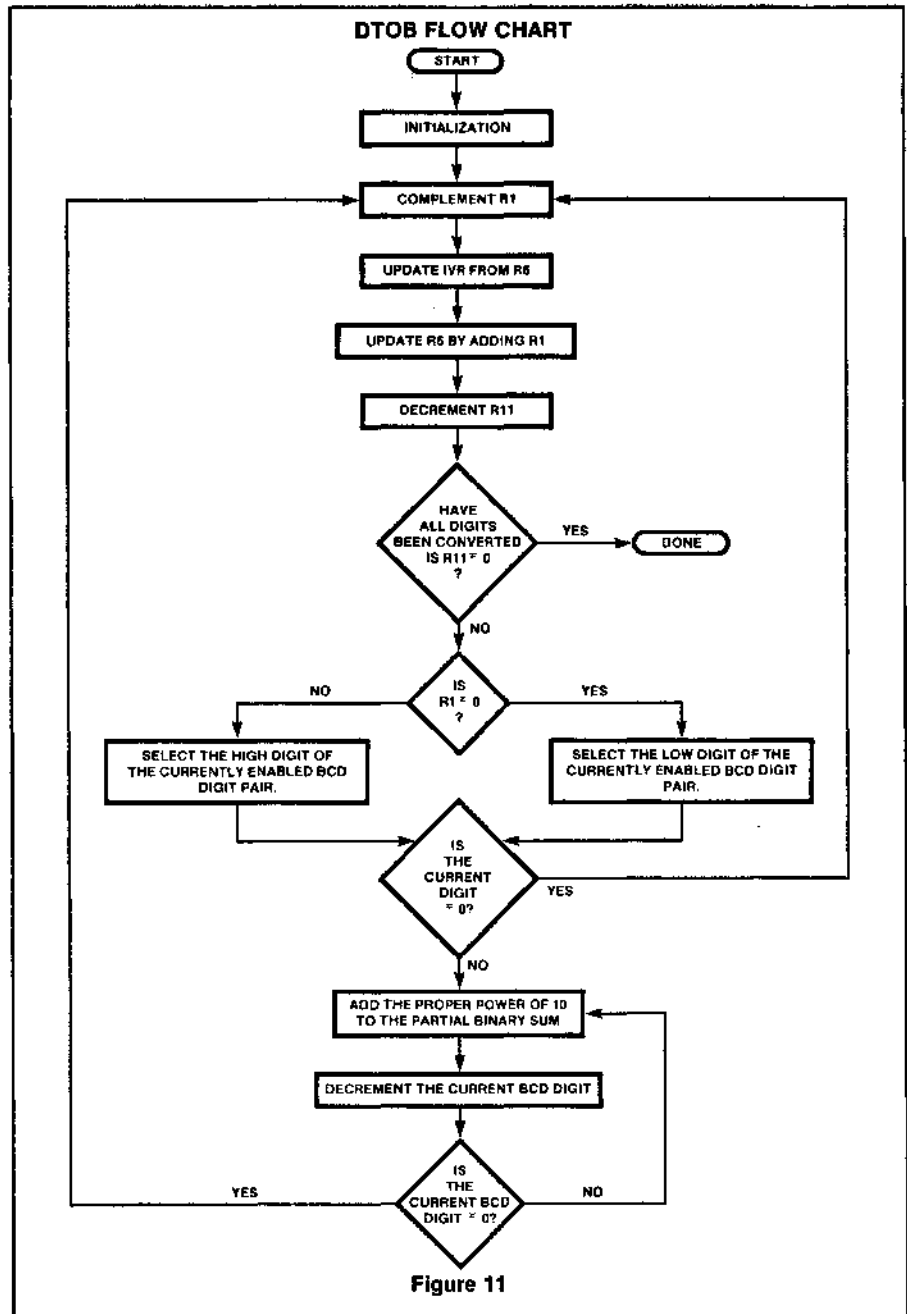 DTOB FLOW CHART
START
INITIALIZATION
COMPLEMENT R1
UPDATE IVR FROM R6
UPDATE R6 BY ADDING R1
DECREMENT R11
HAVE
ALL DIGITS
BEEN CONVERTED
IS R11 = 0
?
YES
DONE
NO
IS
R1 = 0
?
NO
YES
SELECT THE HIGH DIGIT OF
THE CURRENTLY ENABLED BCD
DIGIT PAIR.
SELECT THE LOW DIGIT OF THE
CURRENTLY ENABLED BCD DIGIT
PAIR.
IS
THE
CURRENT
DIGIT
= 0?
YES
NO
ADD THE PROPER POWER OF 10
TO THE PARTIAL BINARY SUM
DECREMENT THE CURRENT BCD DIGIT
IS
THE
CURRENT BCD
DIGIT = 0?
YES
NO
Figure 11